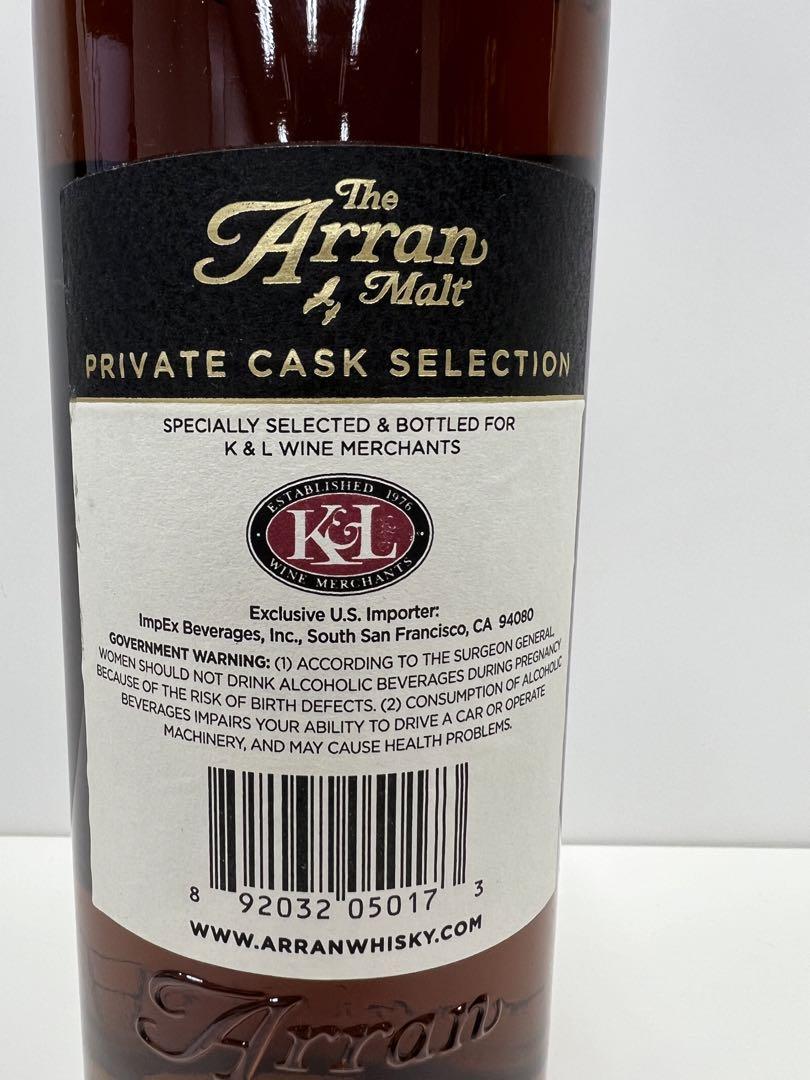 The
Arran
Malt
PRIVATE CASK SELECTION
SPECIALLY SELECTED & BOTTLED FOR
K & L WINE MERCHANTS
ESTABLISHED 1976
K&L
WINE MERCHANTS
Exclusive U.S. Importer:
ImpEx Beverages, Inc., South San Francisco, CA 94080
GOVERNMENT WARNING: (1) ACCORDING TO THE SURGEON GENERAL,
WOMEN SHOULD NOT DRINK ALCOHOLIC BEVERAGES DURING PREGNANCY
BECAUSE OF THE RISK OF BIRTH DEFECTS. (2) CONSUMPTION OF ALCOHOLIC
BEVERAGES IMPAIRS YOUR ABILITY TO DRIVE A CAR OR OPERATE
MACHINERY, AND MAY CAUSE HEALTH PROBLEMS.
8 92032 05017 3
WWW.ARRANWHISKY.COM
Arran